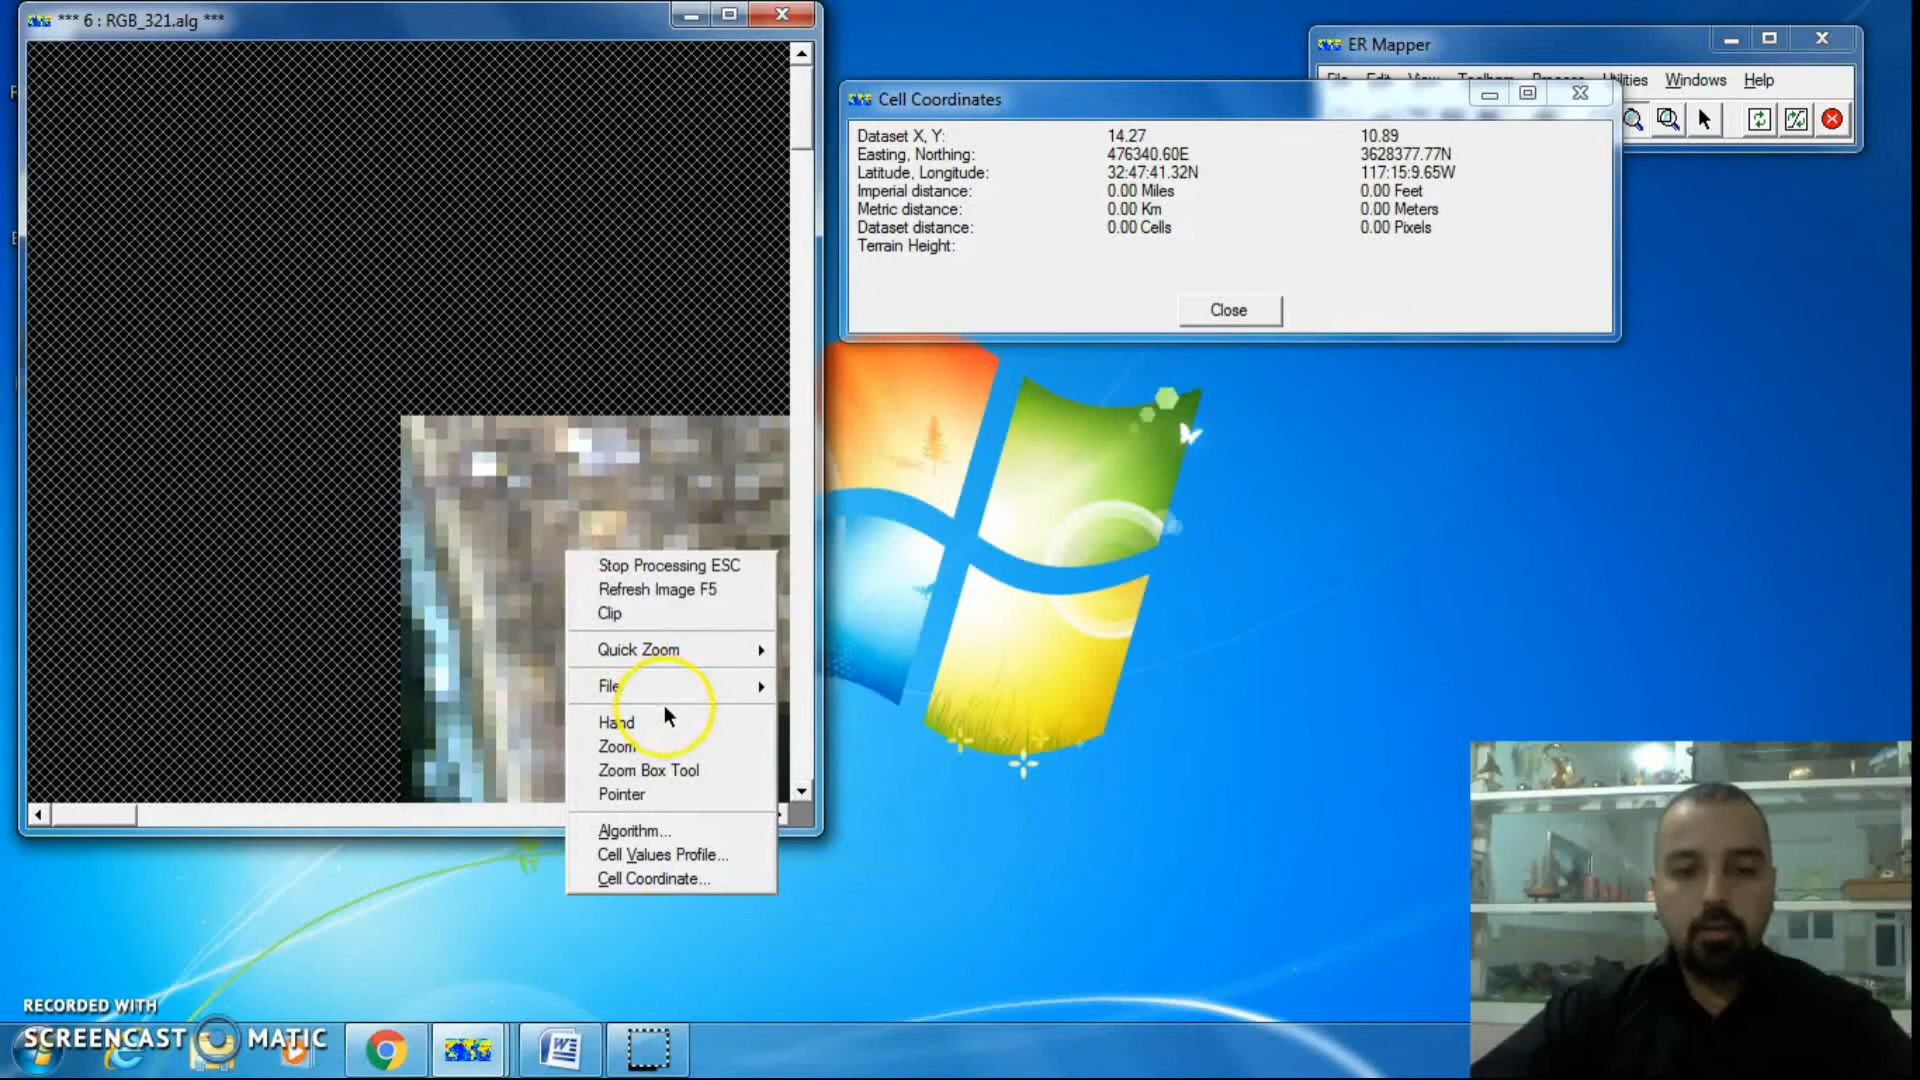 *** 6 : RGB_321.alg ***
ER Mapper
Utilities Windows Help
Cell Coordinates
Dataset X, Y: 14.27 10.89
Easting, Northing: 476340.60E 3628377.77N
Latitude, Longitude: 32:47:41.32N 117:15:9.65W
Imperial distance: 0.00 Miles 0.00 Feet
Metric distance: 0.00 Km 0.00 Meters
Dataset distance: 0.00 Cells 0.00 Pixels
Terrain Height:
Close
Stop Processing ESC
Refresh Image F5
Clip
Quick Zoom
File
Hand
Zoom
Zoom Box Tool
Pointer
Algorithm...
Cell Values Profile...
Cell Coordinate...
RECORDED WITH
SCREENCAST MATIC